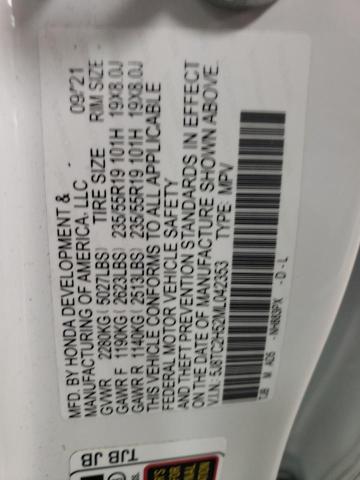 MFD. BY HONDA DEVELOPMENT & 09/21
MANUFACTURING OF AMERICA, LLC.
TIRE SIZE RIM SIZE
GVWR 2280KG (5027LBS)
GAWR F 1190KG (2623LBS) 235/55R19 101H 19X8.0J
GAWR R 1140KG (2513LBS) 235/55R19 101H 19X8.0J
THIS VEHICLE CONFORMS TO ALL APPLICABLE
FEDERAL MOTOR VEHICLE SAFETY
AND THEFT PREVENTION STANDARDS IN EFFECT
ON THE DATE OF MANUFACTURE SHOWN ABOVE.
V.I.N: 5J8TC2H52ML042353 TYPE: MPV
TJB M AD5 NH883PX - D - L
TJB JB